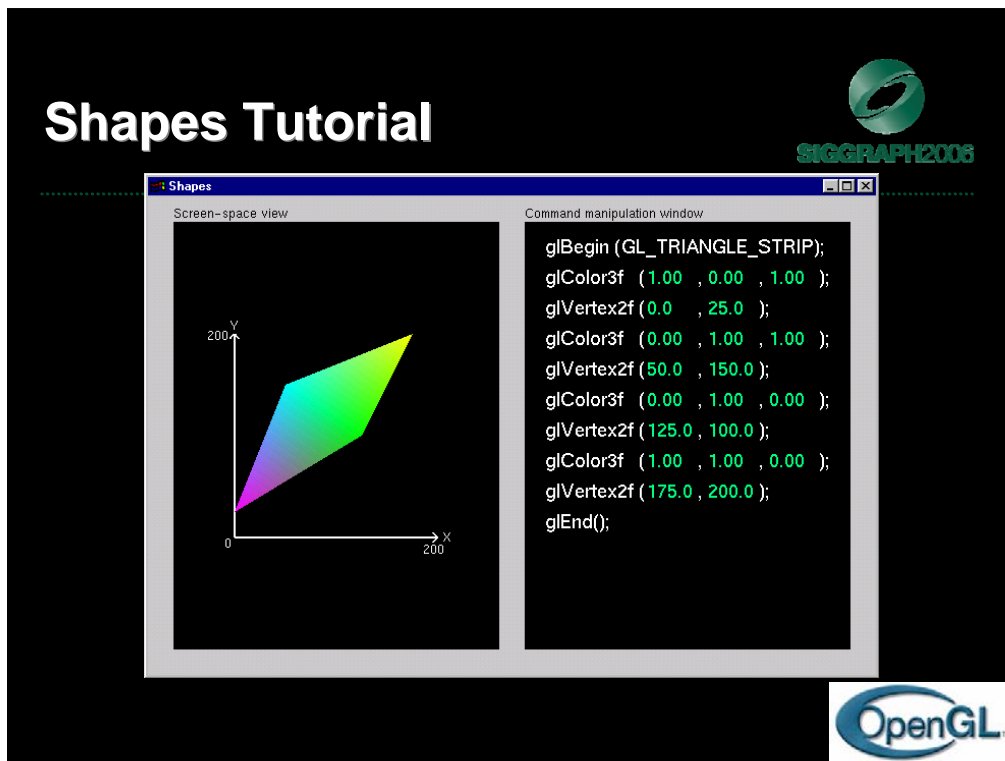 Shapes Tutorial
SIGGRAPH2006
Shapes
Screen-space view
Y
200
0
X
200
Command manipulation window
glBegin (GL_TRIANGLE_STRIP);
glColor3f (1.00 , 0.00 , 1.00 );
glVertex2f (0.0 , 25.0 );
glColor3f (0.00 , 1.00 , 1.00 );
glVertex2f (50.0 , 150.0 );
glColor3f (0.00 , 1.00 , 0.00 );
glVertex2f (125.0 , 100.0 );
glColor3f (1.00 , 1.00 , 0.00 );
glVertex2f (175.0 , 200.0 );
glEnd();
OpenGL